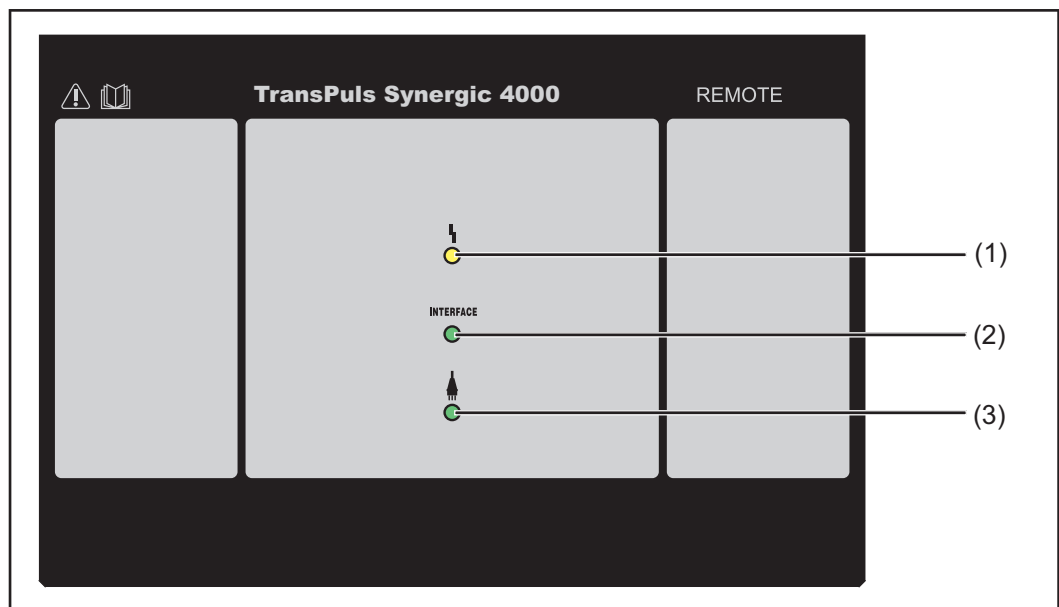 TransPuls Synergic 4000
REMOTE
(1)
INTERFACE
(2)
(3)